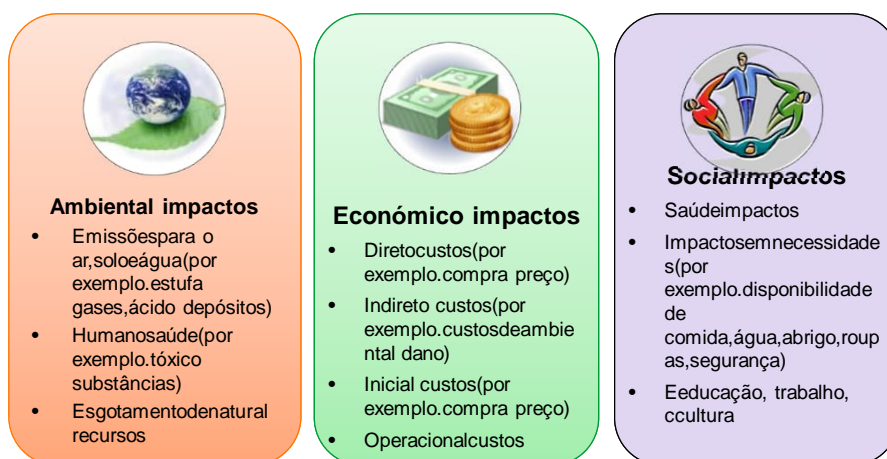 Ambiental impactos
• Emissõespara o
ar,soloeágua(por
exemplo.estufa
gases,ácido depósitos)
• Humanosaúde(por
exemplo.tóxico
substâncias)
• Esgotamentodenatural
recursos
Económico impactos
• Diretocustos(por
exemplo.compra preço)
• Indireto custos(por
exemplo.custosdeambie
ntal dano)
• Inicial custos(por
exemplo.compra preço)
• Operacionalcustos
Socialimpactos
• Saúdeimpactos
• Impactosemnecessidade
s(por
exemplo.disponibilidade
de
comida,água,abrigo,roup
as,segurança)
• Eeducação, trabalho,
ccultura